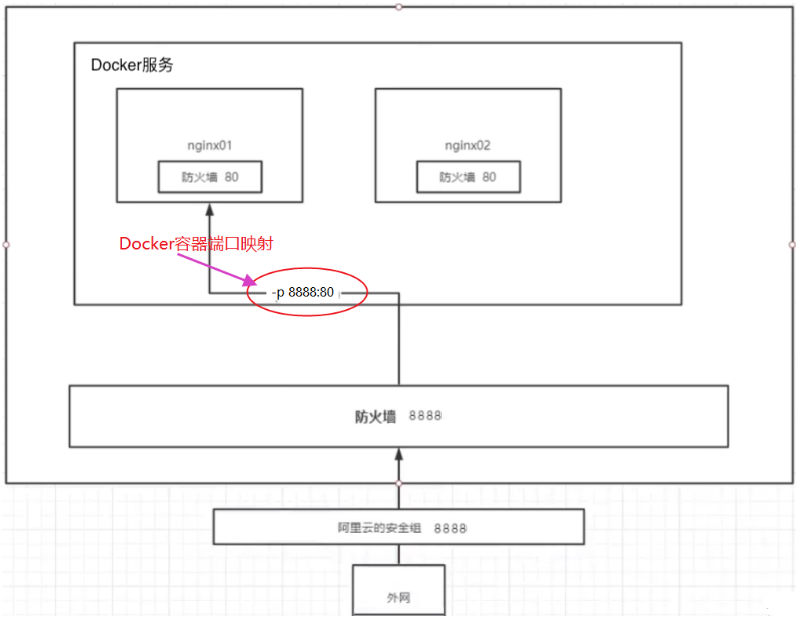 Docker服务
nginx01
防火墙 80
nginx02
防火墙 80
Docker容器端口映射
-p 8888:80
防火墙 8888
阿里云的安全组 8888
外网